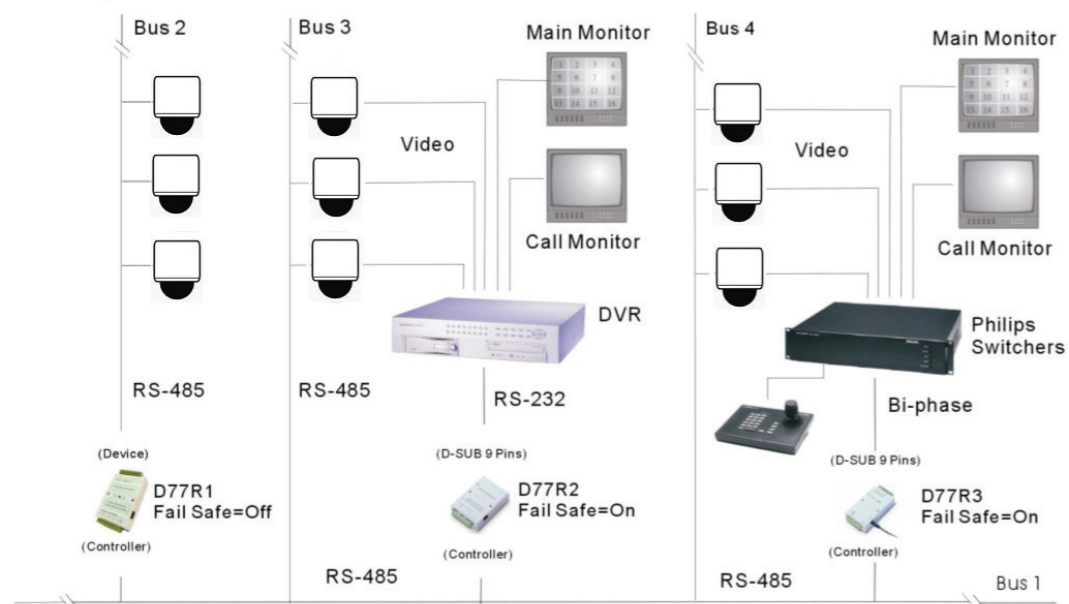 Bus 2
Bus 3
Main Monitor
Bus 4
Main Monitor
1 2 3 4
5 6 7 8
9 10 11 12
13 14 15 16
1 2 3 4
5 6 7 8
9 10 11 12
13 14 15 16
Video
Video
Call Monitor
Call Monitor
DVR
Philips
Switchers
RS-485
RS-485
RS-232
Bi-phase
(Device)
(D-SUB 9 Pins)
(D-SUB 9 Pins)
D77R1
Fail Safe=Off
D77R2
Fail Safe=On
D77R3
Fail Safe=On
(Controller)
(Controller)
(Controller)
RS-485
RS-485
Bus 1